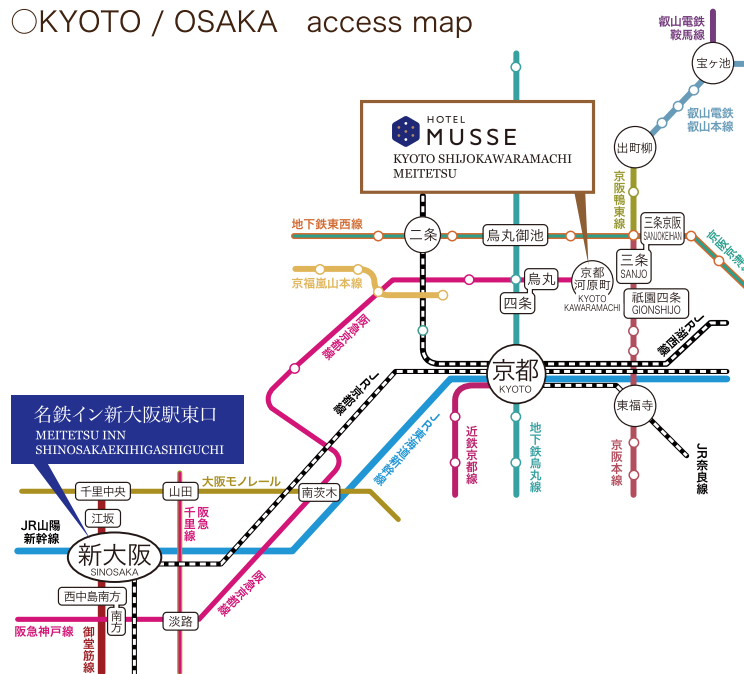 ○KYOTO / OSAKA access map
叡山電鉄
鞍馬線
宝ヶ池
叡山電鉄
叡山本線
出町柳
HOTEL
MUSSE
KYOTO SHIJOKAWARAMACHI
MEITETSU
京阪鴨東線
地下鉄東西線
二条
烏丸御池
三条京阪
SANJOKEIHAN
京阪京津
三条
SANJO
京福嵐山本線
烏丸
四条
京都
河原町
KYOTO
KAWARAMACHI
祇園四条
GIONSHIJO
阪急京都線
JR湖西線
JR京都線
京都
KYOTO
東福寺
JR東海道新幹線
近鉄京都線
地下鉄烏丸線
京阪本線
JR奈良線
名鉄イン新大阪駅東口
MEITETSU INN
SHINOSAKAEKIHIGASHIGUCHI
大阪モノレール
千里中央
山田
南茨木
江坂
阪急
千里線
JR山陽
新幹線
新大阪
SINOSAKA
阪急京都線
西中島南方
南方
淡路
阪急神戸線
御堂筋線